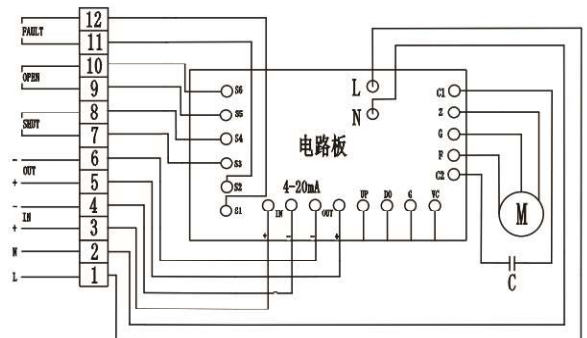 FAULT
OPEN
SHUT
- OUT
+
- IN
+
N
L
12
11
10
9
8
7
6
5
4
3
2
1
S6
S5
S4
S3
S2
S1
L
N
电路板
4-20mA
IN
OUT
+ - - +
UP
DO
G
VC
C1
Z
G
F
C2
M
C